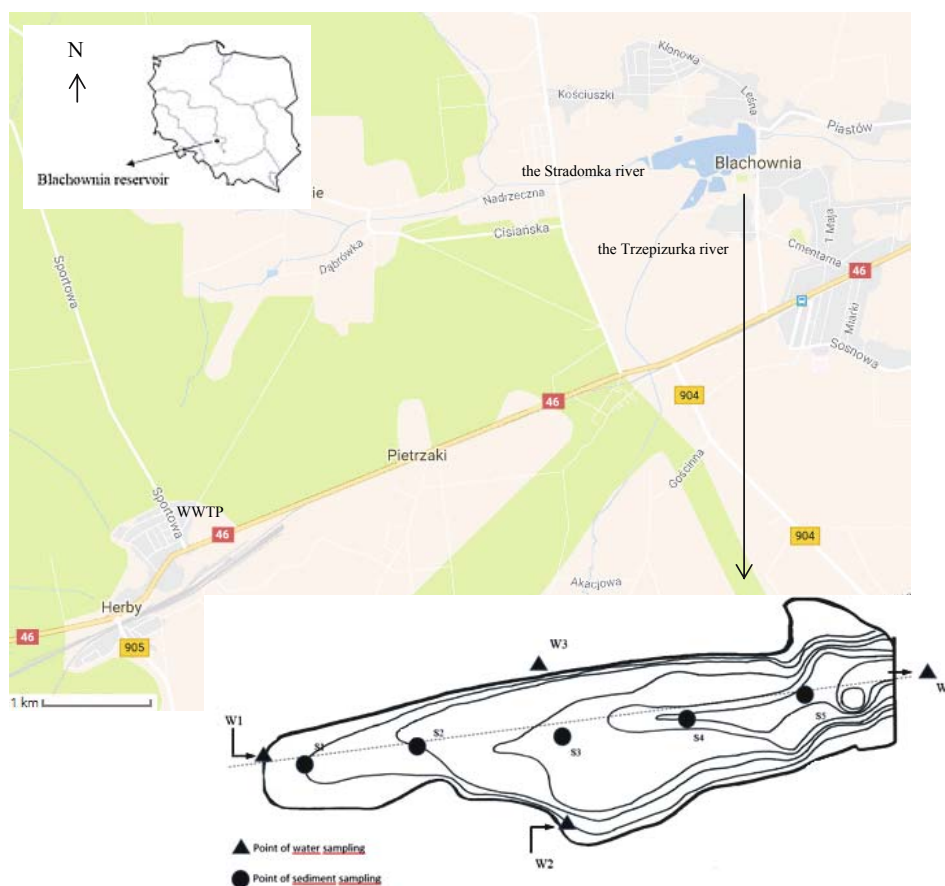 N
Blachownia reservoir
ie
Klonowa
Kościuszki
Leśna
Piastów
Blachownia
the Stradomka river
Nadrzeczna
Cisiańska
Dąbrówka
the Trzepizurka river
1 Maja
Cmentarna
46
Miarki
Sosnowa
Sportowa
904
46
Gościnna
Pietrzaki
Sportowa
WWTP
46
904
Akacjowa
Herby
46
905
1 km
W3
W
W1
S1
S2
S3
S4
S5
W2
Point of water sampling
Point of sediment sampling